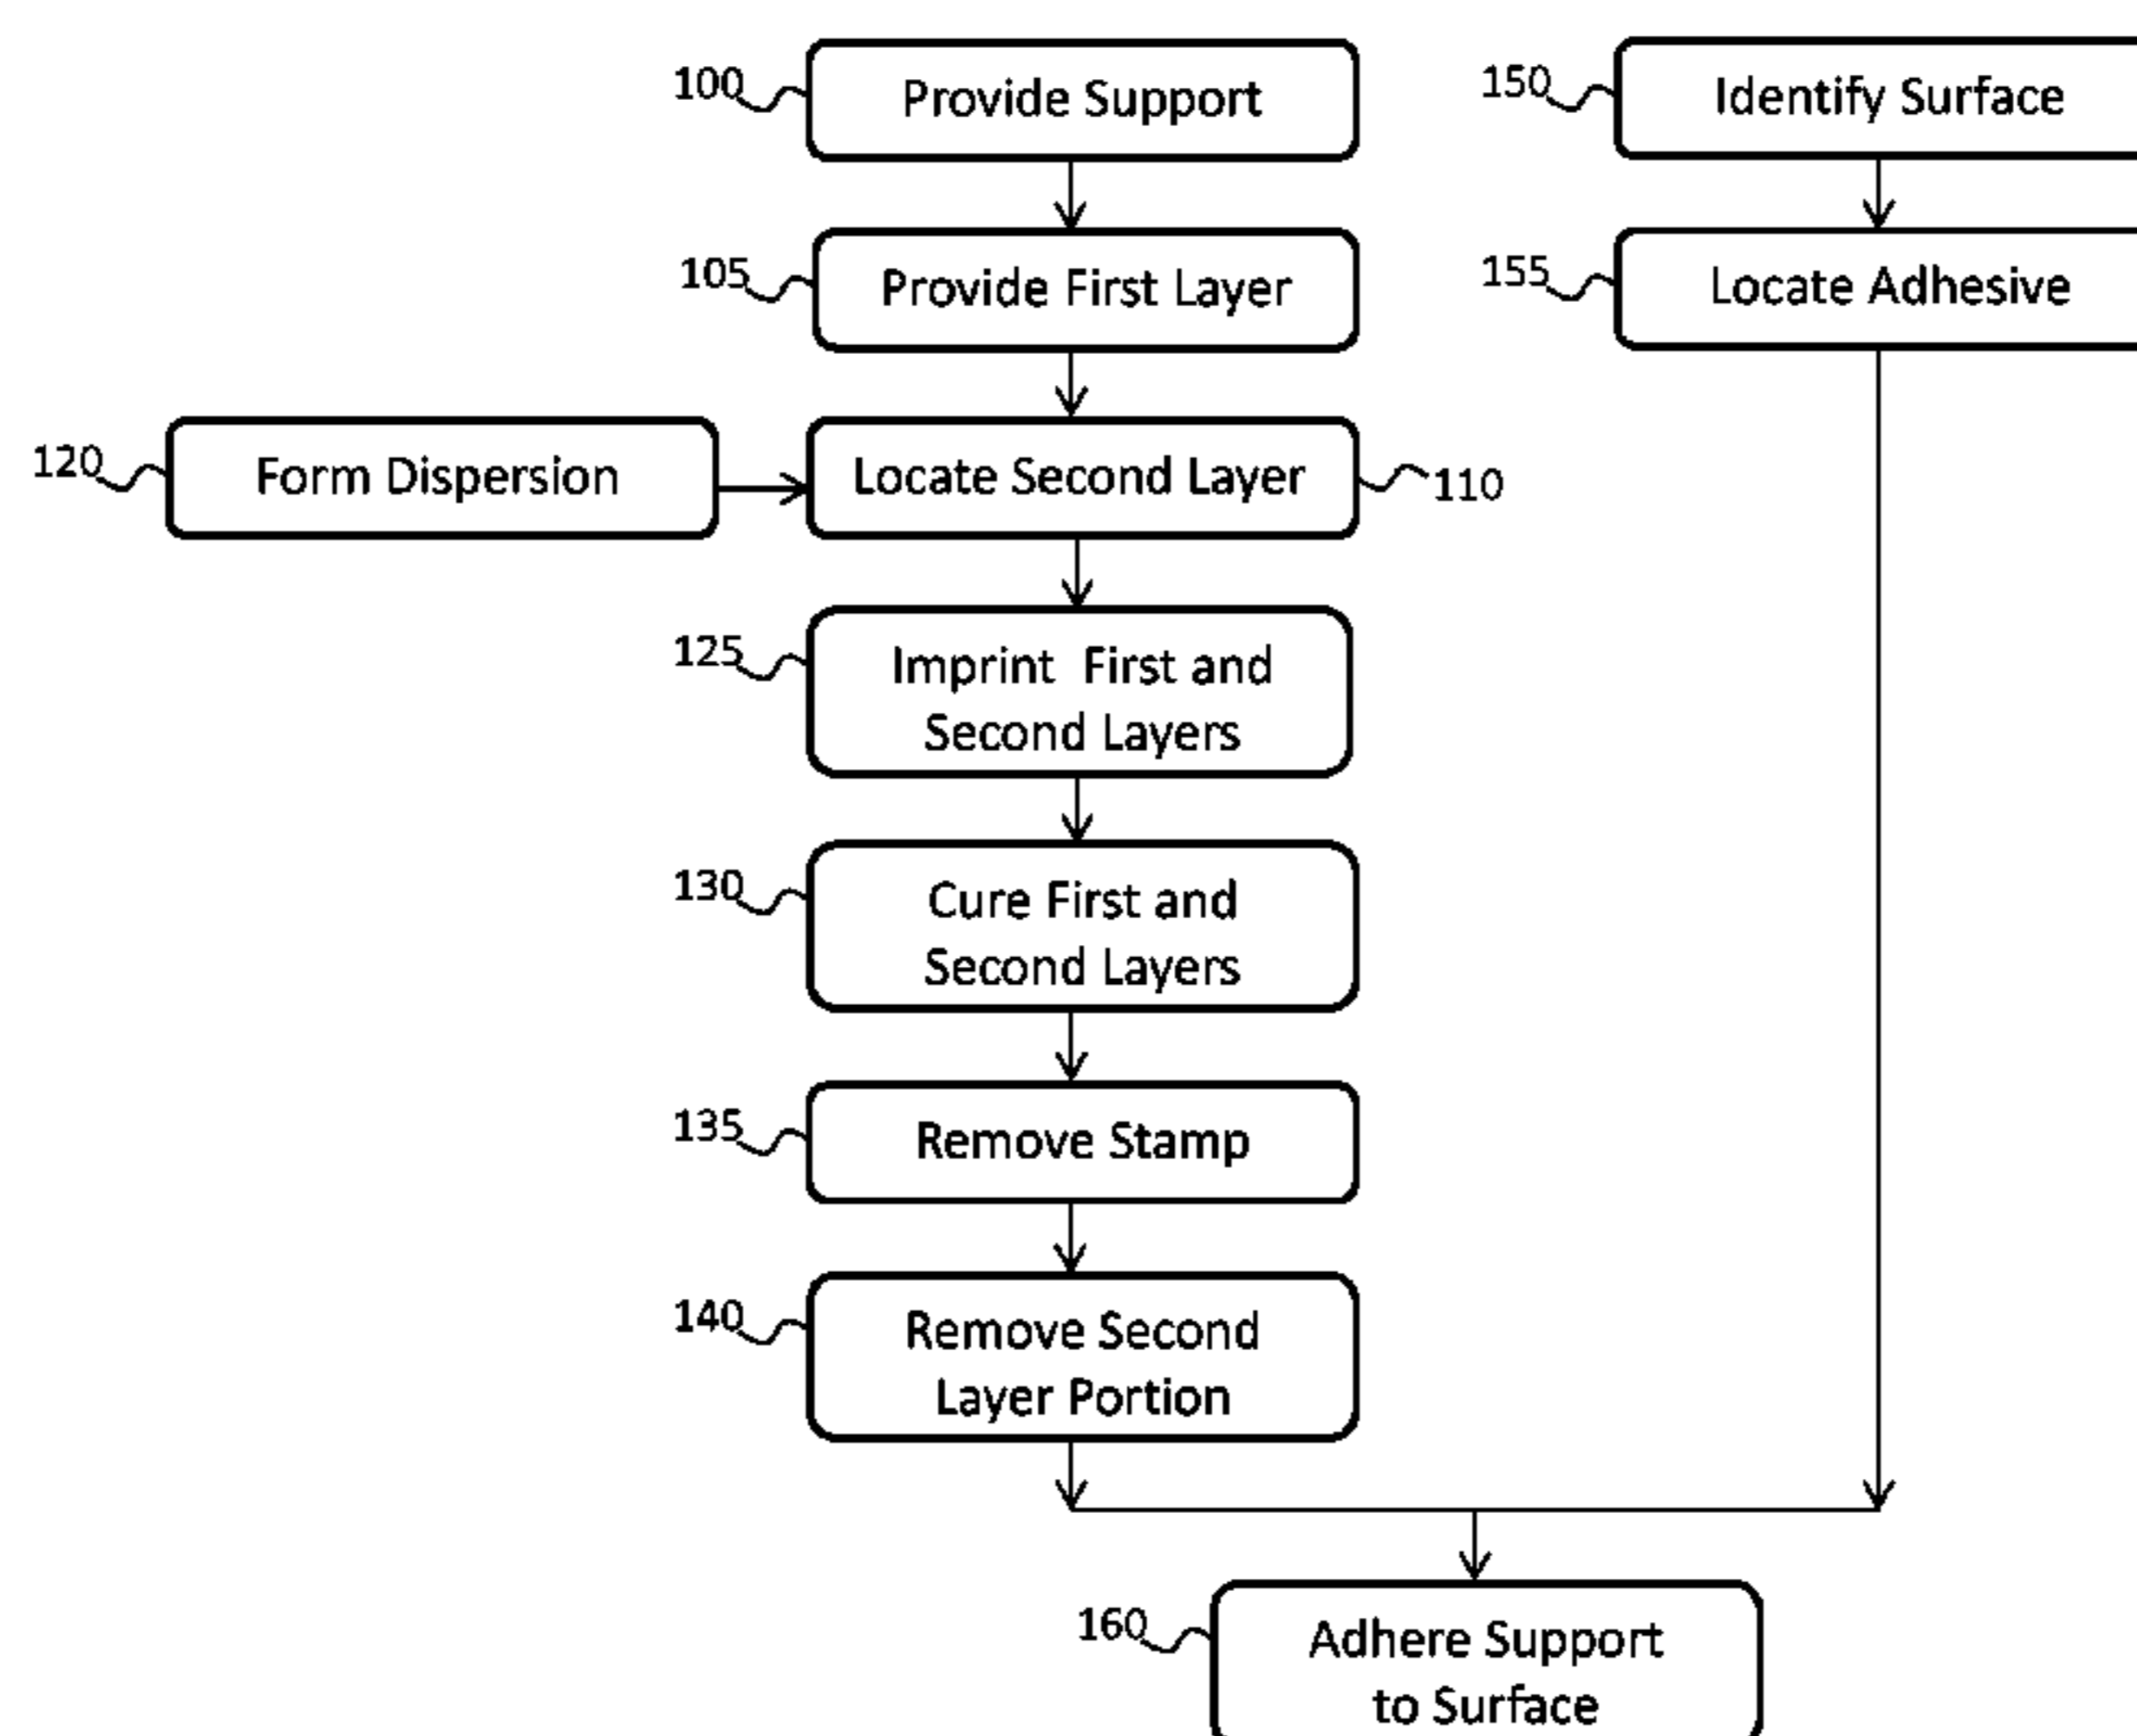 100
Provide Support
150
Identify Surface
105
Provide First Layer
155
Locate Adhesive
120
Form Dispersion
Locate Second Layer
110
125
Imprint First and
Second Layers
130
Cure First and
Second Layers
135
Remove Stamp
140
Remove Second
Layer Portion
160
Adhere Support
to Surface